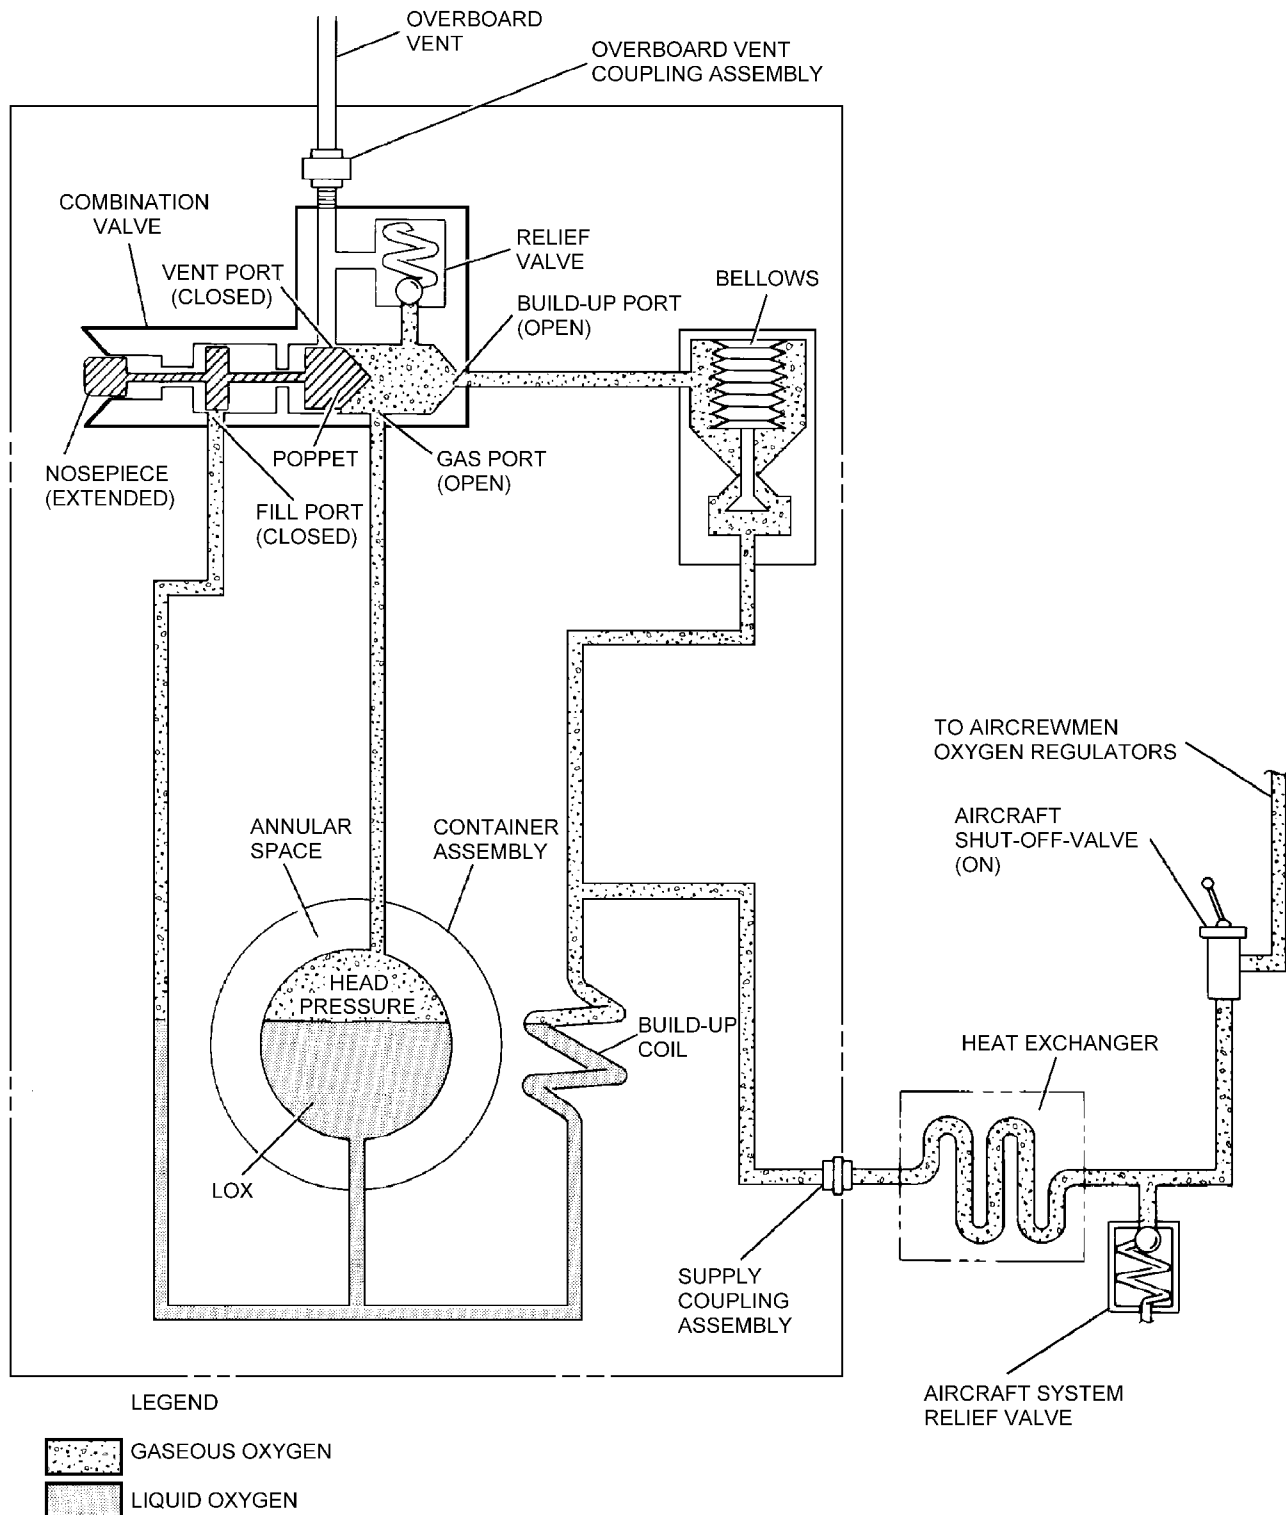 OVERBOARD
VENT
OVERBOARD VENT
COUPLING ASSEMBLY
COMBINATION
VALVE
VENT PORT
(CLOSED)
RELIEF
VALVE
BUILD-UP PORT
(OPEN)
BELLOWS
NOSEPIECE
(EXTENDED)
POPPET
GAS PORT
(OPEN)
FILL PORT
(CLOSED)
TO AIRCREWMEN
OXYGEN REGULATORS
AIRCRAFT
SHUT-OFF-VALVE
(ON)
ANNULAR
SPACE
CONTAINER
ASSEMBLY
HEAD
PRESSURE
BUILD-UP
COIL
HEAT EXCHANGER
LOX
SUPPLY
COUPLING
ASSEMBLY
AIRCRAFT SYSTEM
RELIEF VALVE
LEGEND
GASEOUS OXYGEN
LIQUID OXYGEN